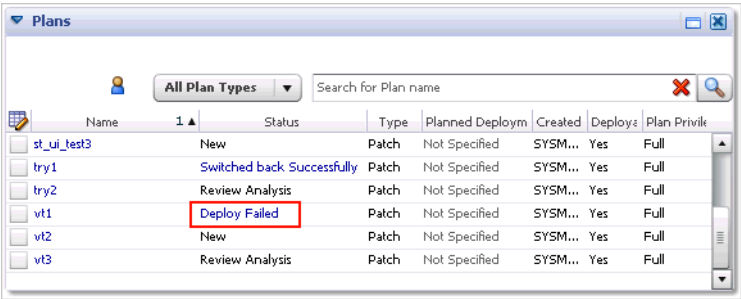 Plans
All Plan Types Search for Plan name
Name 1 Status Type Planned Deploym Created Deploya Plan Privile
st_ui_test3 New Patch Not Specified SYSM... Yes Full
try1 Switched back Successfully Patch Not Specified SYSM... Yes Full
try2 Review Analysis Patch Not Specified SYSM... Yes Full
vt1 Deploy Failed Patch Not Specified SYSM... Yes Full
vt2 New Patch Not Specified SYSM... Yes Full
vt3 Review Analysis Patch Not Specified SYSM... Yes Full